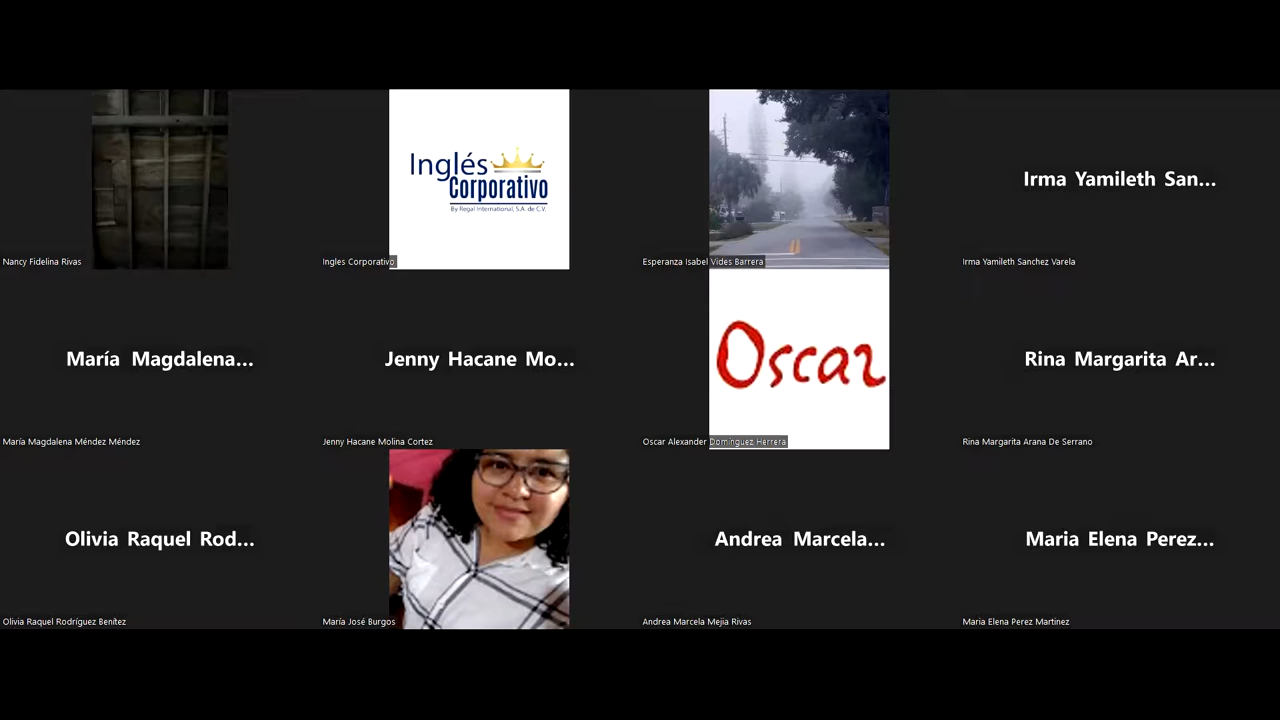 Inglés
Corporativo
By Regal International, S.A. de C.V.
Irma Yamileth San...
Nancy Fidelina Rivas
Ingles Corporativo
Esperanza Isabel Vides Barrera
Irma Yamileth Sanchez Varela
María Magdalena...
Jenny Hacane Mo...
Oscar
Rina Margarita Ar...
María Magdalena Méndez Méndez
Jenny Hacane Molina Cortez
Oscar Alexander Dominguez Herrera
Rina Margarita Arana De Serrano
Olivia Raquel Rod...
Andrea Marcela...
Maria Elena Perez...
Olivia Raquel Rodríguez Benítez
María José Burgos
Andrea Marcela Mejia Rivas
Maria Elena Perez Martinez